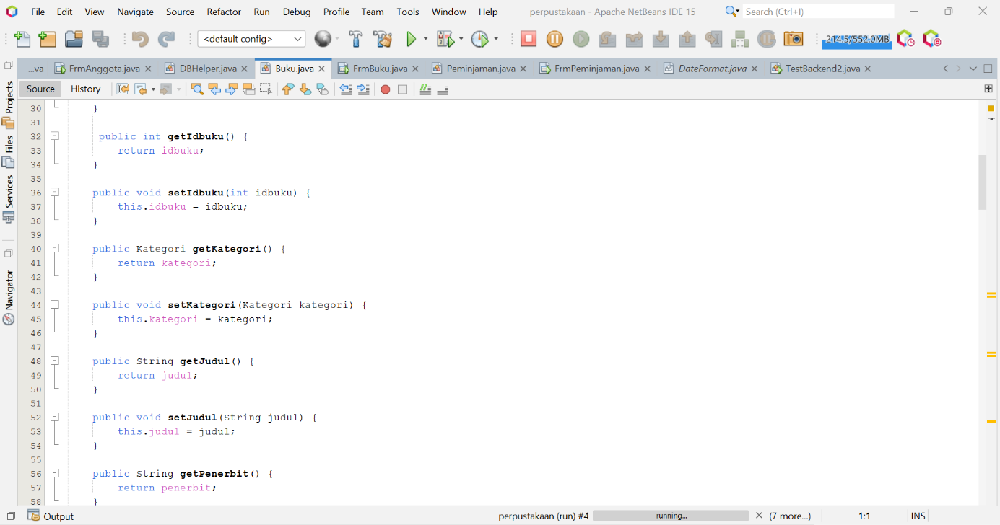 File Edit View Navigate Source Refactor Run Debug Profile Team Tools Window Help perpustakaan - Apache NetBeans IDE 15 Search (Ctrl+I)
<default config> 214.5/552.0MB
...va FrmAnggota.java DBHelper.java Buku.java FrmBuku.java Peminjaman.java FrmPeminjaman.java DateFormat.java TestBackend2.java
Source History
Projects
Files
Services
Navigator
30 }
31
32 public int getIdbuku() {
33 return idbuku;
34 }
35
36 public void setIdbuku(int idbuku) {
37 this.idbuku = idbuku;
38 }
39
40 public Kategori getKategori() {
41 return kategori;
42 }
43
44 public void setKategori(Kategori kategori) {
45 this.kategori = kategori;
46 }
47
48 public String getJudul() {
49 return judul;
50 }
51
52 public void setJudul(String judul) {
53 this.judul = judul;
54 }
55
56 public String getPenerbit() {
57 return penerbit;
58 }
Output perpustakaan (run) #4 running... (7 more...) 1:1 INS